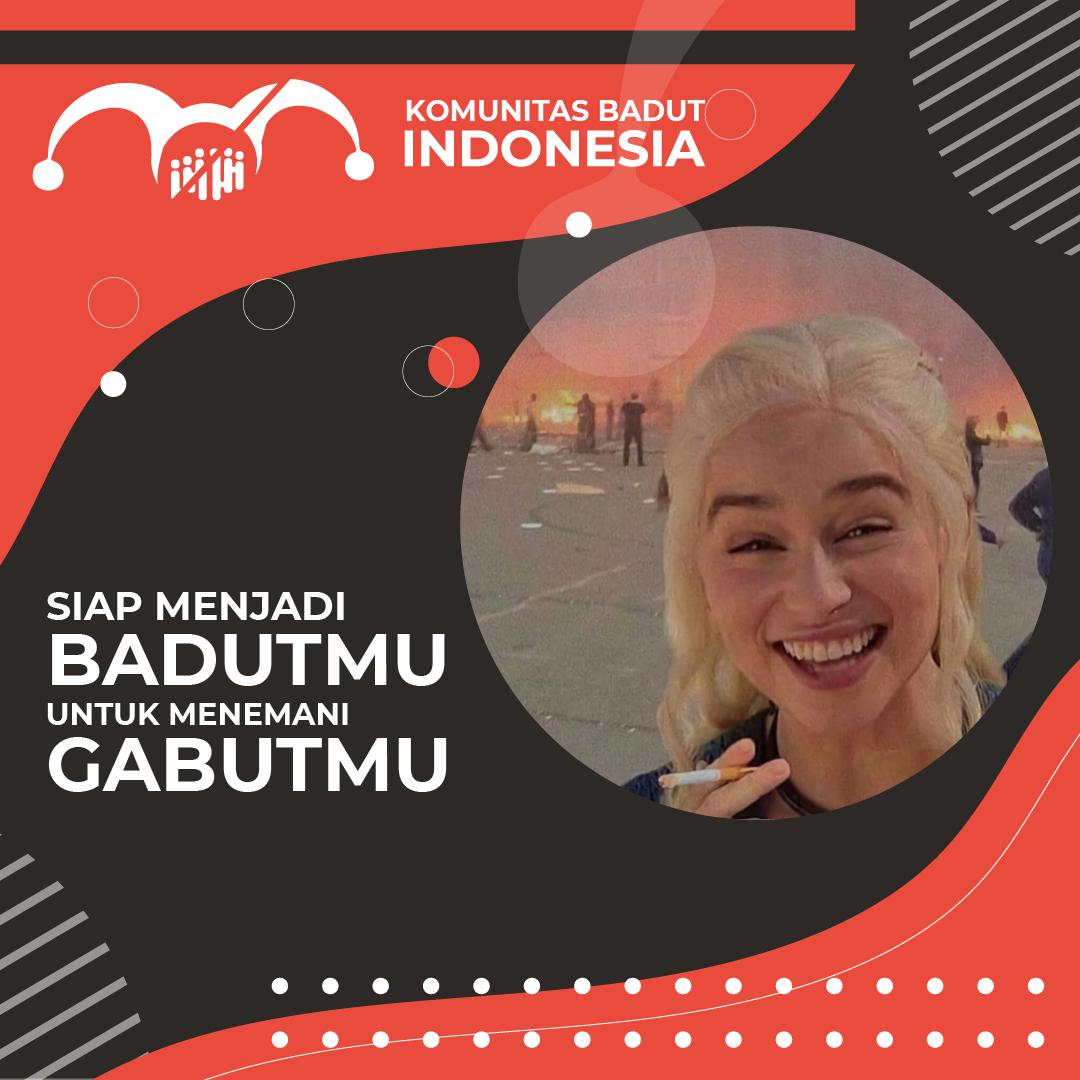 KOMUNITAS BADUT
INDONESIA
SIAP MENJADI
BADUTMU
UNTUK MENEMANI
GABUTMU